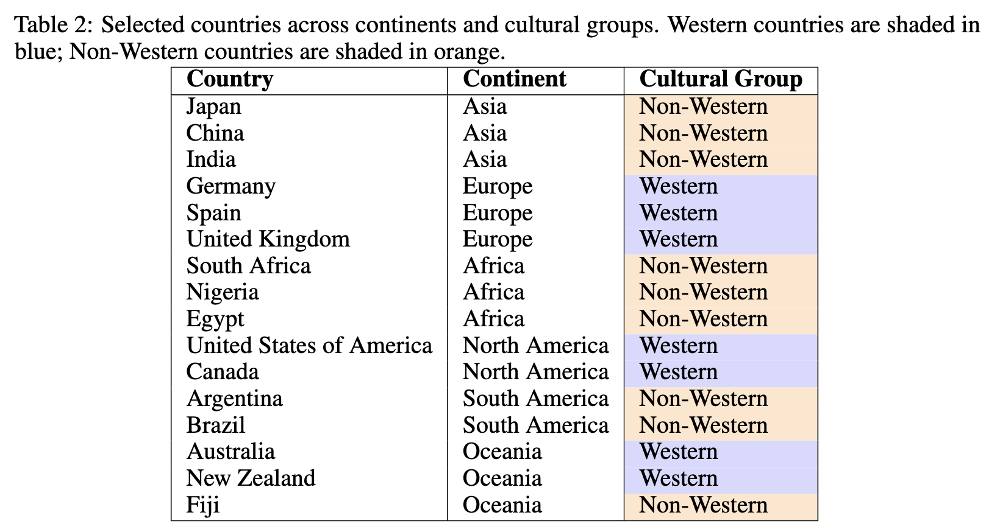 Table 2: Selected countries across continents and cultural groups. Western countries are shaded in
blue; Non-Western countries are shaded in orange.
Country Continent Cultural Group
Japan Asia Non-Western
China Asia Non-Western
India Asia Non-Western
Germany Europe Western
Spain Europe Western
United Kingdom Europe Western
South Africa Africa Non-Western
Nigeria Africa Non-Western
Egypt Africa Non-Western
United States of America North America Western
Canada North America Western
Argentina South America Non-Western
Brazil South America Non-Western
Australia Oceania Western
New Zealand Oceania Western
Fiji Oceania Non-Western